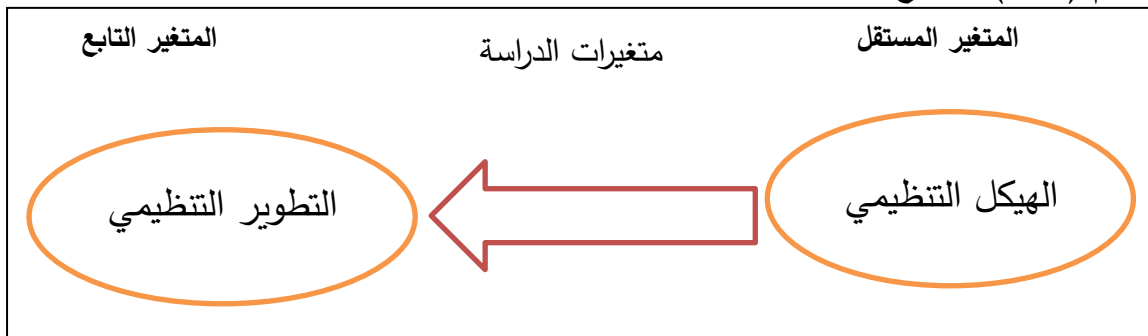 المتغير المستقل
متغيرات الدراسة
المتغير التابع
الهيكل التنظيمي
التطوير التنظيمي